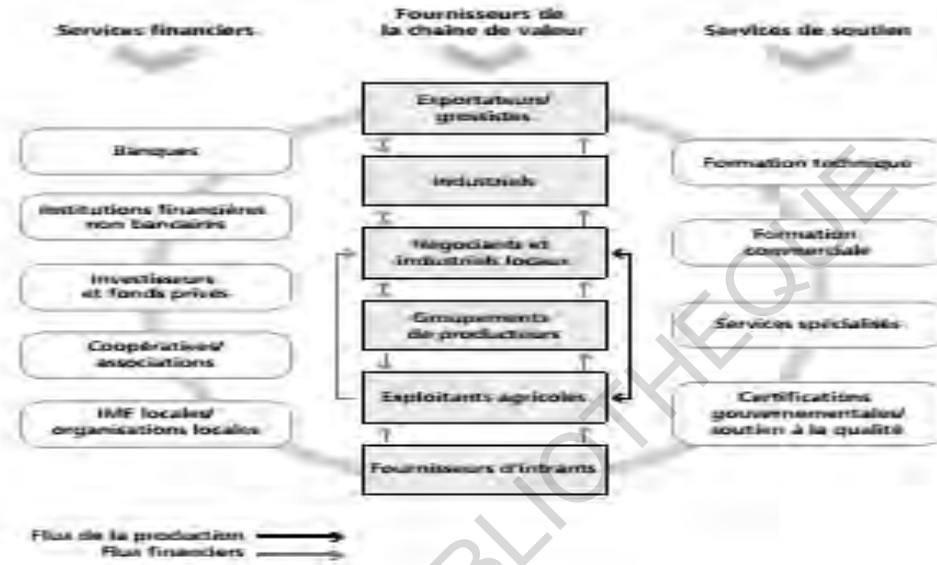 Services financiers
Fournisseurs de
la chaîne de valeur
Services de soutien
Exportateurs/
grossistes
Banques
Formation technique
Industriels
Institutions financières
non bancaires
Formation
commerciale
Négociants et
industriels locaux
Investisseurs
et fonds privés
Groupements
de producteurs
Services spécialisés
Coopératives/
associations
Exploitants agricoles
Certifications
gouvernementales/
soutien à la qualité
IMF locales/
organisations locales
Fournisseurs d'intrants
Flux de la production
Flux financiers
BIBLIOTHEQUE